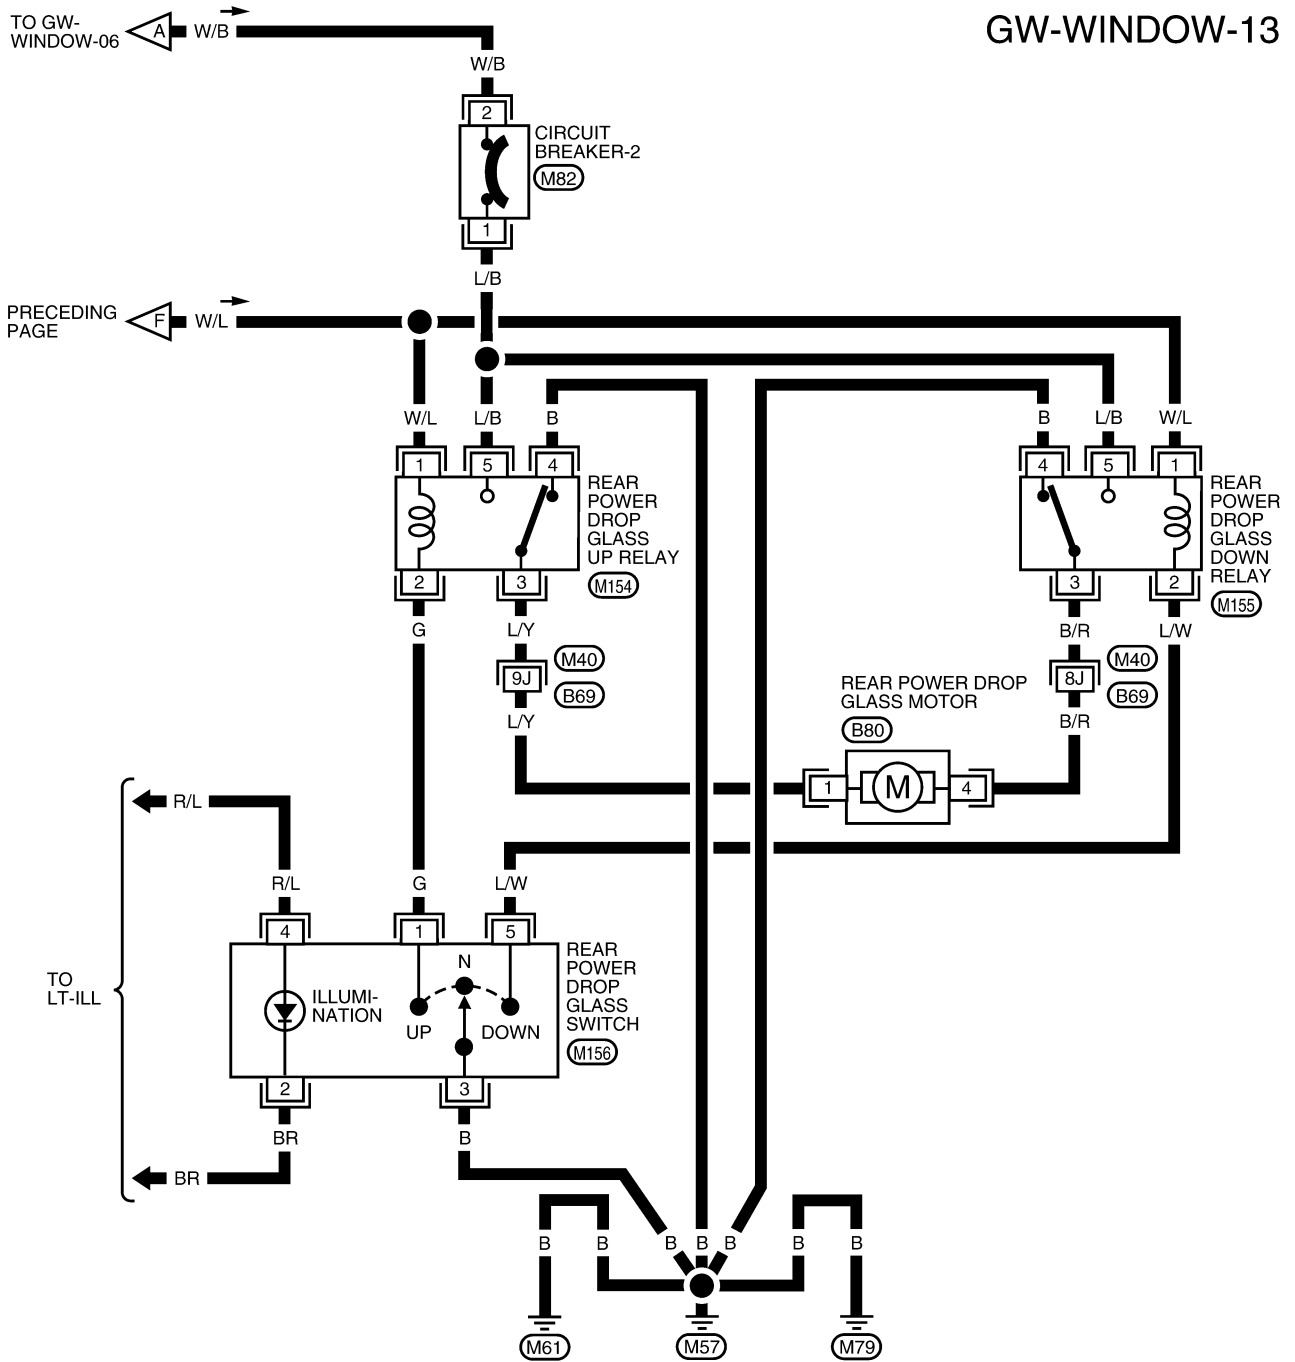 GW-WINDOW-13
TO GW-
WINDOW-06
A
W/B
W/B
2
CIRCUIT
BREAKER-2
M82
1
L/B
PRECEDING
PAGE
F
W/L
W/L
L/B
B
B
L/B
W/L
1
5
4
4
5
1
REAR
POWER
DROP
GLASS
UP RELAY
M154
REAR
POWER
DROP
GLASS
DOWN
RELAY
M155
2
3
3
2
G
L/Y
B/R
L/W
9J
M40
B69
8J
M40
B69
L/Y
B/R
REAR POWER DROP
GLASS MOTOR
B80
1
M
4
R/L
R/L
G
L/W
4
1
5
TO
LT-ILL
ILLUMI-
NATION
N
UP
DOWN
REAR
POWER
DROP
GLASS
SWITCH
M156
2
3
BR
B
BR
B
B
B
B
B
B
B
M61
M57
M79